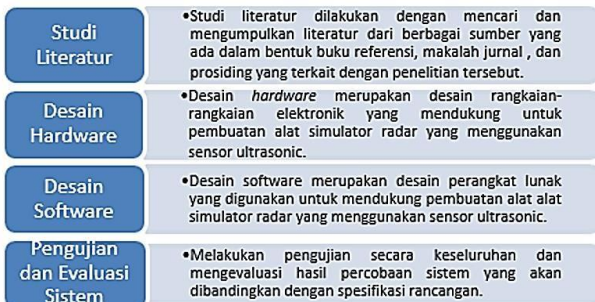 Studi
Literatur
•Studi literatur dilakukan dengan mencari dan
mengumpulkan literatur dari berbagai sumber yang
ada dalam bentuk buku referensi, makalah jurnal , dan
prosiding yang terkait dengan penelitian tersebut.
Desain
Hardware
•Desain hardware merupakan desain rangkaian-
rangkaian elektronik yang mendukung untuk
pembuatan alat simulator radar yang menggunakan
sensor ultrasonic.
Desain
Software
•Desain software merupakan desain perangkat lunak
yang digunakan untuk mendukung pembuatan alat alat
simulator radar yang menggunakan sensor ultrasonic.
Pengujian
dan Evaluasi
Sistem
•Melakukan pengujian secara keseluruhan dan
mengevaluasi hasil percobaan sistem yang akan
dibandingkan dengan spesifikasi rancangan.